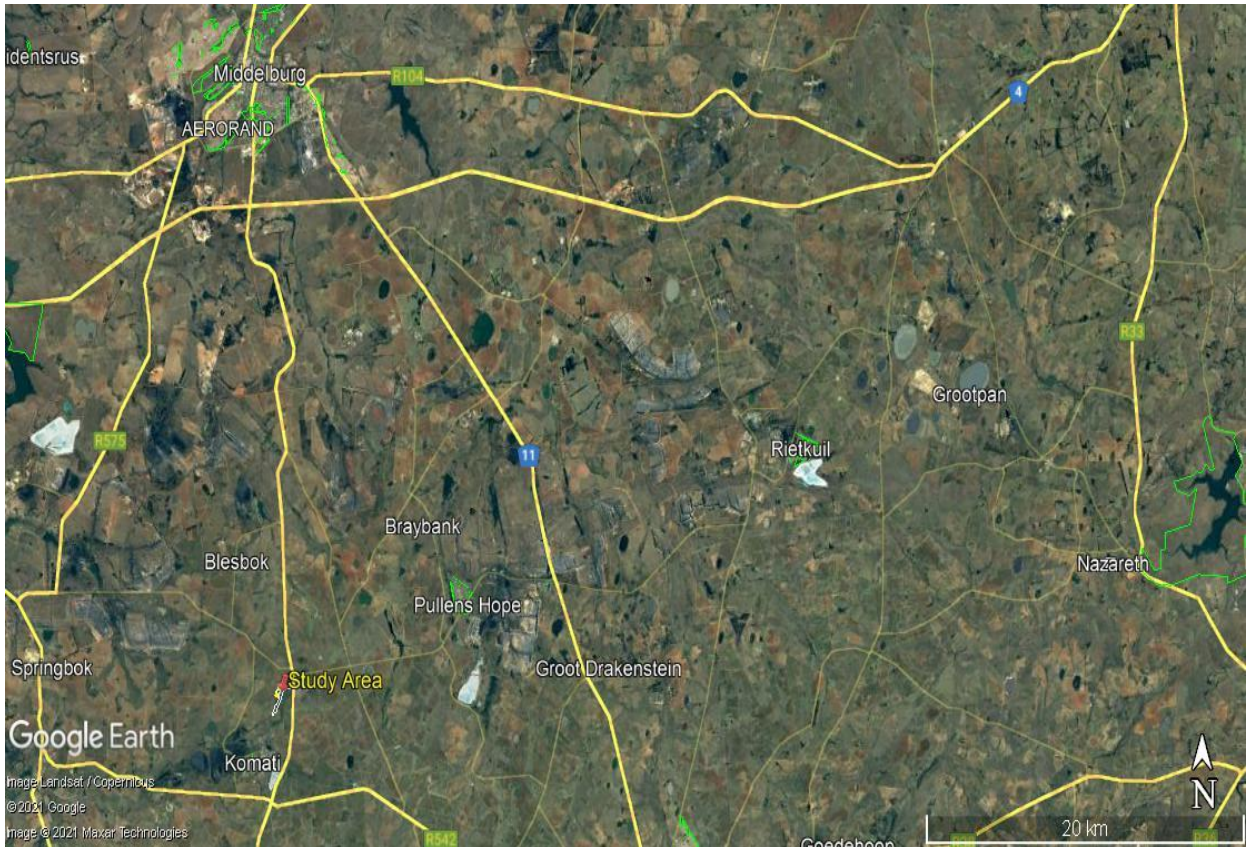 identsrus
Middelburg
R104
4
AERORAND
R33
Grootpan
R575
11
Rietkuil
Braybank
Blesbok
Nazareth
Pullens Hope
Springbok
Study Area
Groot Drakenstein
Google Earth
Komati
Image Landsat / Copernicus
© 2021 Google
Image © 2021 Maxar Technologies
N
20 km
R542
Goedehoop